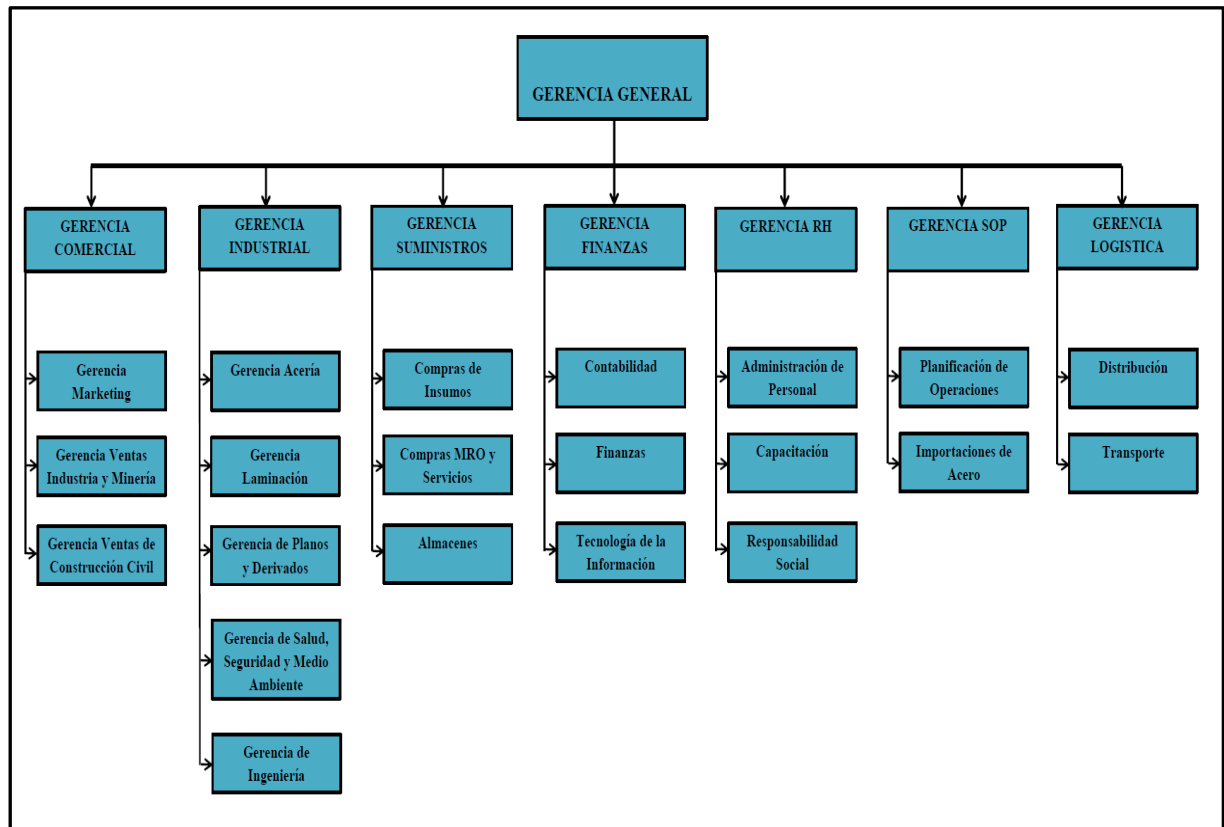 GERENCIA GENERAL
GERENCIA
COMERCIAL
GERENCIA
INDUSTRIAL
GERENCIA
SUMINISTROS
GERENCIA
FINANZAS
GERENCIA RH
GERENCIA SOP
GERENCIA
LOGISTICA
Gerencia
Marketing
Gerencia Ventas
Industria y Minería
Gerencia Ventas de
Construcción Civil
Gerencia Acería
Gerencia
Laminación
Gerencia de Planos
y Derivados
Gerencia de Salud,
Seguridad y Medio
Ambiente
Gerencia de
Ingeniería
Compras de
Insumos
Compras MRO y
Servicios
Almacenes
Contabilidad
Finanzas
Tecnología de la
Información
Administración de
Personal
Capacitación
Responsabilidad
Social
Planificación de
Operaciones
Importaciones de
Acero
Distribución
Transporte